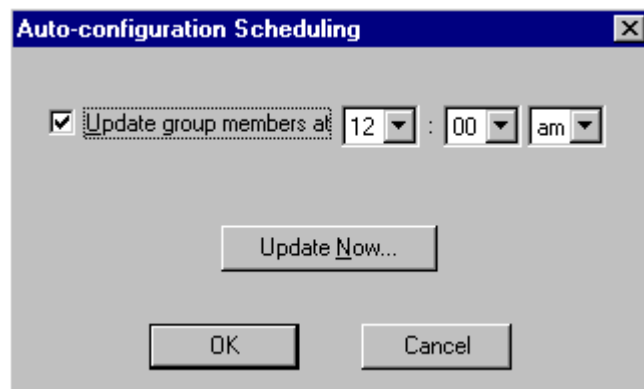 Auto-configuration Scheduling
Update group members at 12 : 00 am
Update Now...
OK Cancel